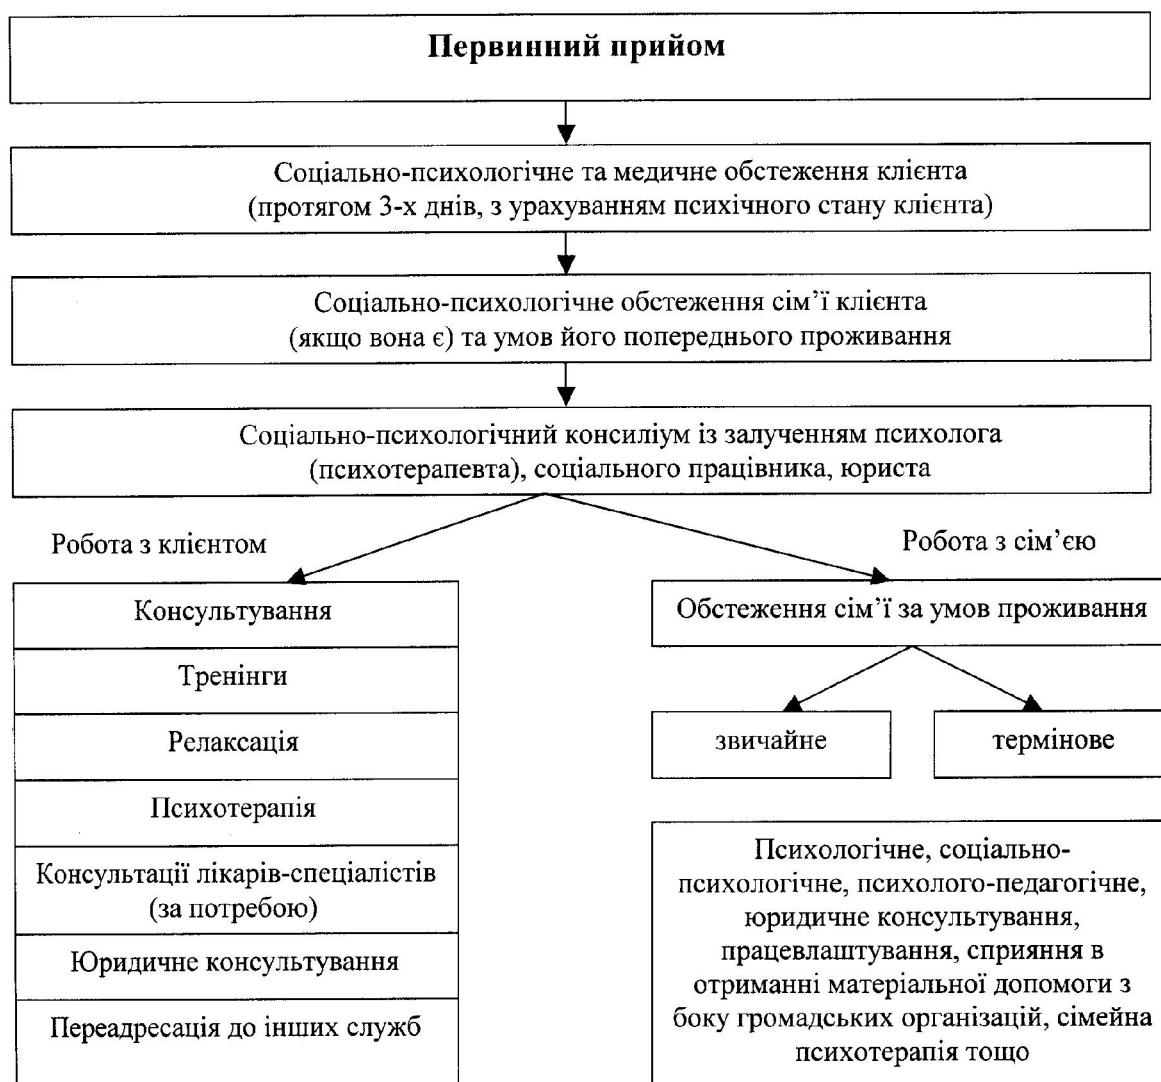 Первинний прийом
Соціально-психологічне та медичне обстеження клієнта
(протягом 3-х днів, з урахуванням психічного стану клієнта)
Соціально-психологічне обстеження сім’ї клієнта
(якщо вона є) та умов його попереднього проживання
Соціально-психологічний консиліум із залученням психолога
(психотерапевта), соціального працівника, юриста
Робота з клієнтом
Консультування
Тренінги
Релаксація
Психотерапія
Консультації лікарів-спеціалістів
(за потребою)
Юридичне консультування
Переадресація до інших служб
Робота з сім’єю
Обстеження сім’ї за умов проживання
звичайне
термінове
Психологічне, соціально-
психологічне, психолого-педагогічне,
юридичне консультування,
працевлаштування, сприяння в
отриманні матеріальної допомоги з
боку громадських організацій, сімейна
психотерапія тощо